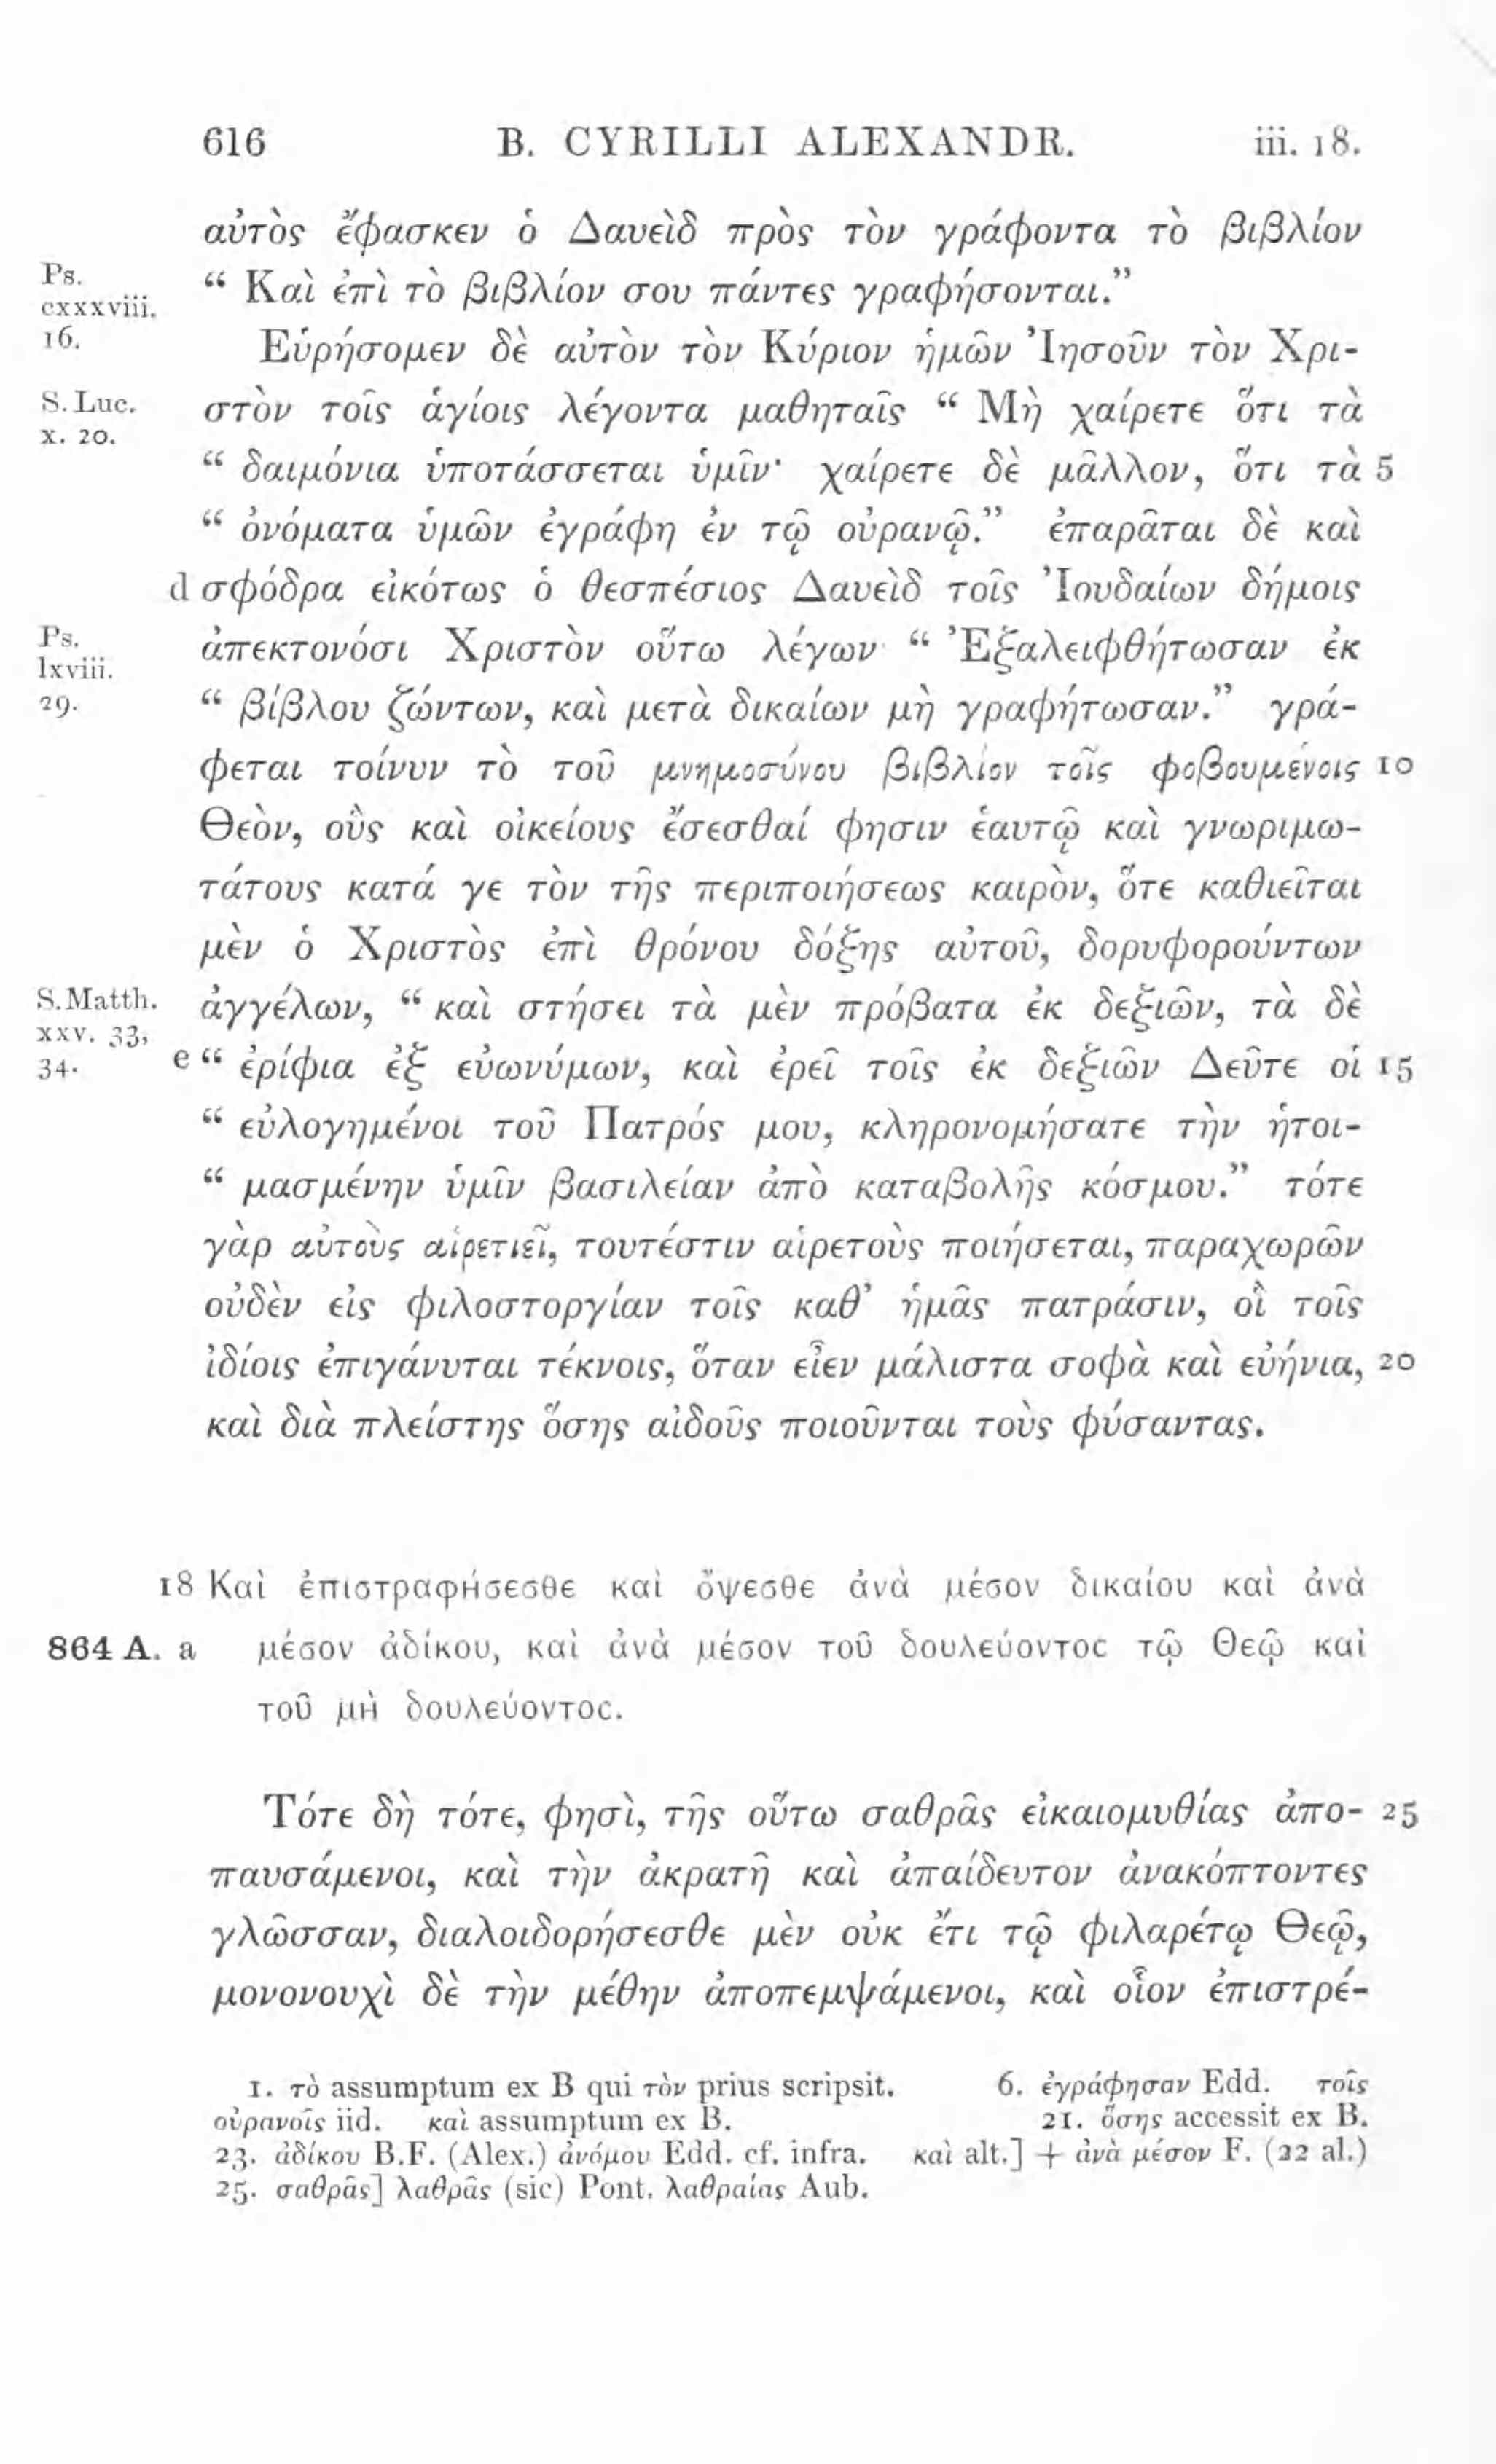 616 B. CYRILLI ALEXANDR. iii. 18.
αὐτὸς ἔφασκεν ὁ Δαυεὶδ πρὸς τὸν γράφοντα τὸ βιβλίον
Ps. cxxxviii. 16.
“ Καὶ ἐπὶ τὸ βιβλίον σου πάντες γραφήσονται.”
Εὑρήσομεν δὲ αὐτὸν τὸν Κύριον ἡμῶν Ἰησοῦν τὸν Χρι-
S. Luc. x. 20.
στὸν τοῖς ἁγίοις λέγοντα μαθηταῖς “ Μὴ χαίρετε ὅτι τὰ
“ δαιμόνια ὑποτάσσεται ὑμῖν· χαίρετε δὲ μᾶλλον, ὅτι τὰ 5
“ ὀνόματα ὑμῶν ἐγράφη ἐν τῷ οὐρανῷ.” ἐπαρᾶται δὲ καὶ
d σφόδρα εἰκότως ὁ θεσπέσιος Δαυεὶδ τοῖς Ἰουδαίων δήμοις
Ps. lxviii. 29.
ἀπεκτονόσι Χριστὸν οὕτω λέγων “ Ἐξαλειφθήτωσαν ἐκ
“ βίβλου ζώντων, καὶ μετὰ δικαίων μὴ γραφήτωσαν.” γρά-
φεται τοίνυν τὸ τοῦ μνημοσύνου βιβλίον τοῖς φοβουμένοις 10
Θεὸν, οὓς καὶ οἰκείους ἔσεσθαί φησιν ἑαυτῷ καὶ γνωριμω-
τάτους κατά γε τὸν τῆς περιποιήσεως καιρὸν, ὅτε καθιεῖται
μὲν ὁ Χριστὸς ἐπὶ θρόνου δόξης αὐτοῦ, δορυφορούντων
S. Matth. xxv. 33, 34.
ἀγγέλων, “ καὶ στήσει τὰ μὲν πρόβατα ἐκ δεξιῶν, τὰ δὲ
e “ ἐρίφια ἐξ εὐωνύμων, καὶ ἐρεῖ τοῖς ἐκ δεξιῶν Δεῦτε οἱ 15
“ εὐλογημένοι τοῦ Πατρός μου, κληρονομήσατε τὴν ἡτοι-
“ μασμένην ὑμῖν βασιλείαν ἀπὸ καταβολῆς κόσμου.” τότε
γὰρ αὐτοὺς αἱρετιεῖ, τουτέστιν αἱρετοὺς ποιήσεται, παραχωρῶν
οὐδὲν εἰς φιλοστοργίαν τοῖς καθ’ ἡμᾶς πατράσιν, οἳ τοῖς
ἰδίοις ἐπιγάνυται τέκνοις, ὅταν εἶεν μάλιστα σοφὰ καὶ εὐήνια, 20
καὶ διὰ πλείστης ὅσης αἰδοῦς ποιοῦνται τοὺς φύσαντας.
18 Καὶ ἐπιστραφήσεσθε καὶ ὄψεσθε ἀνὰ μέσον δικαίου καὶ ἀνὰ
864 A. a μέσον ἀδίκου, καὶ ἀνὰ μέσον τοῦ δουλεύοντος τῷ Θεῷ καὶ
τοῦ μὴ δουλεύοντος.
Τότε δὴ τότε, φησὶ, τῆς οὕτω σαθρᾶς εἰκαιομυθίας ἀπο- 25
παυσάμενοι, καὶ τὴν ἀκρατῆ καὶ ἀπαίδευτον ἀνακόπτοντες
γλῶσσαν, διαλοιδορήσεσθε μὲν οὐκ ἔτι τῷ φιλαρέτῳ Θεῷ,
μονονουχὶ δὲ τὴν μέθην ἀποπεμψάμενοι, καὶ οἷον ἐπιστρέ-
1. τὸ assumptum ex B qui τὸν prius scripsit. 6. ἐγράφησαν Edd. τοῖς
οὐρανοῖς iid. καὶ assumptum ex B. 21. ὅσης accessit ex B.
23. ἀδίκου B.F. (Alex.) ἀνόμου Edd. cf. infra. καὶ alt.] + ἀνὰ μέσον F. (22 al.)
25. σαθρᾶς] λαθρᾶς (sic) Pont. λαθραίας Aub.